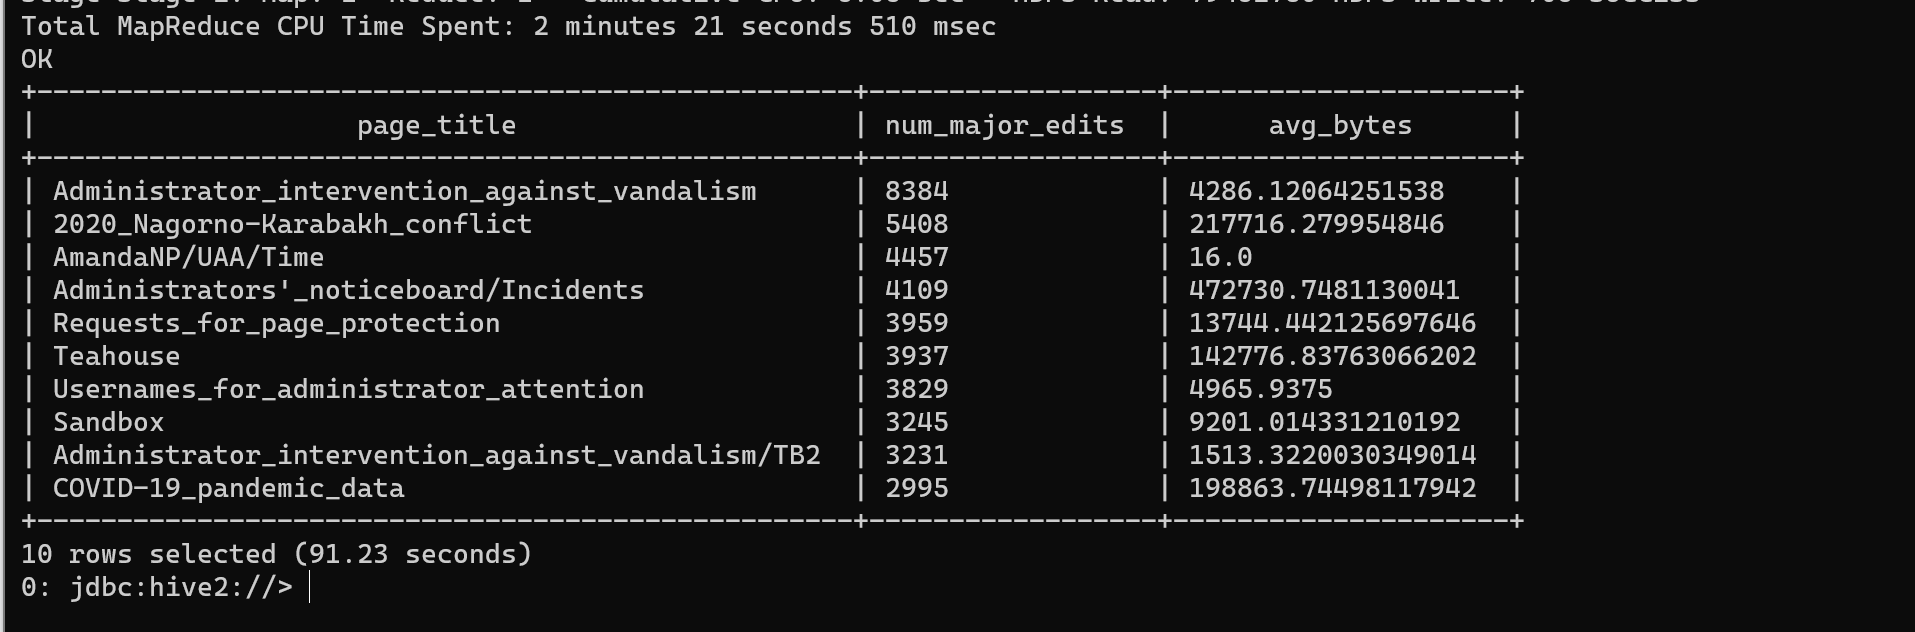 Total MapReduce CPU Time Spent: 2 minutes 21 seconds 510 msec
OK
+---------------------------------------------------+------------------+---------------------+
| page_title | num_major_edits | avg_bytes |
+---------------------------------------------------+------------------+---------------------+
| Administrator_intervention_against_vandalism | 8384 | 4286.12064251538 |
| 2020_Nagorno-Karabakh_conflict | 5408 | 217716.279954846 |
| AmandaNP/UAA/Time | 4457 | 16.0 |
| Administrators'_noticeboard/Incidents | 4109 | 472730.7481130041 |
| Requests_for_page_protection | 3959 | 13744.442125697646 |
| Teahouse | 3937 | 142776.83763066202 |
| Usernames_for_administrator_attention | 3829 | 4965.9375 |
| Sandbox | 3245 | 9201.014331210192 |
| Administrator_intervention_against_vandalism/TB2 | 3231 | 1513.3220030349014 |
| COVID-19_pandemic_data | 2995 | 198863.74498117942 |
+---------------------------------------------------+------------------+---------------------+
10 rows selected (91.23 seconds)
0: jdbc:hive2://>